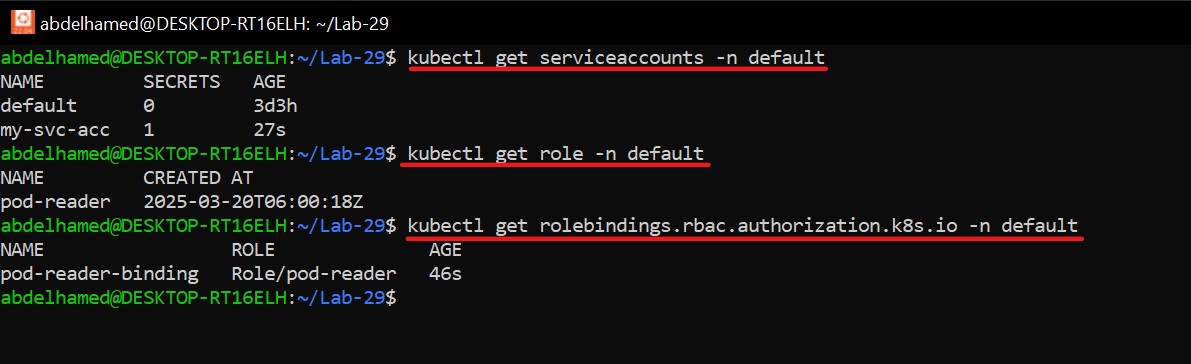 abdelhamed@DESKTOP-RT16ELH: ~/Lab-29
abdelhamed@DESKTOP-RT16ELH:~/Lab-29$ kubectl get serviceaccounts -n default
NAME         SECRETS   AGE
default      0         3d3h
my-svc-acc   1         27s
abdelhamed@DESKTOP-RT16ELH:~/Lab-29$ kubectl get role -n default
NAME         CREATED AT
pod-reader   2025-03-20T06:00:18Z
abdelhamed@DESKTOP-RT16ELH:~/Lab-29$ kubectl get rolebindings.rbac.authorization.k8s.io -n default
NAME                 ROLE              AGE
pod-reader-binding   Role/pod-reader   46s
abdelhamed@DESKTOP-RT16ELH:~/Lab-29$